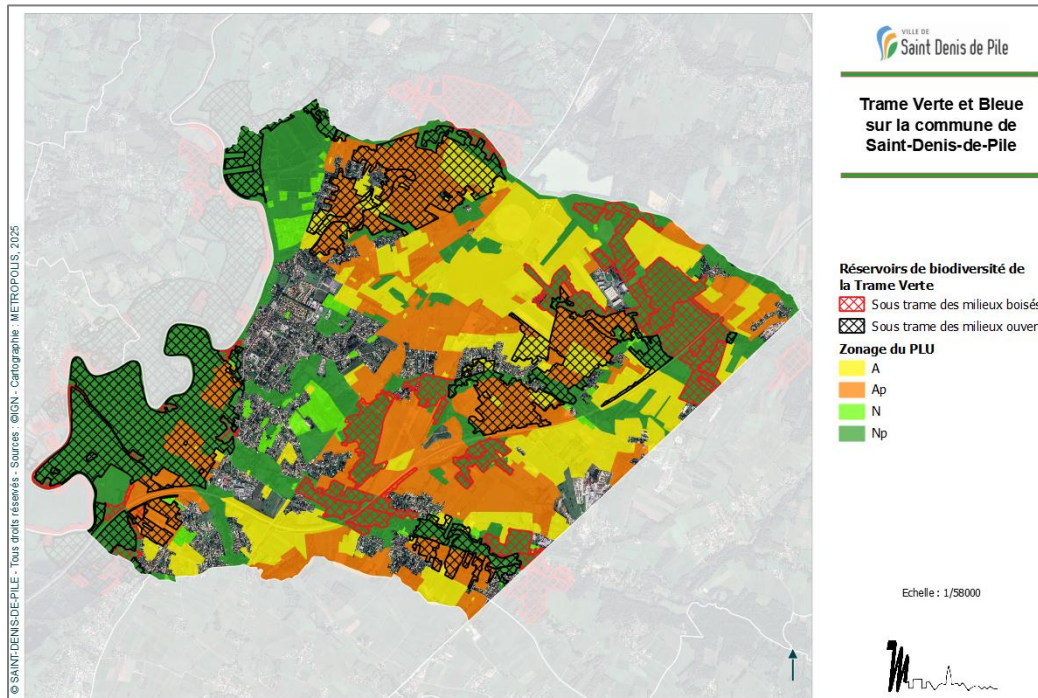 VILLE DE
Saint Denis de Pile
Trame Verte et Bleue
sur la commune de
Saint-Denis-de-Pile
Réservoirs de biodiversité de
la Trame Verte
Sous trame des milieux boisés
Sous trame des milieux ouver
Zonage du PLU
A
Ap
N
Np
Echelle : 1/58000
© SAINT-DENIS-DE-PILE - Tous droits réservés - Sources : ©IGN - Cartographie : METROPOLIS, 2025